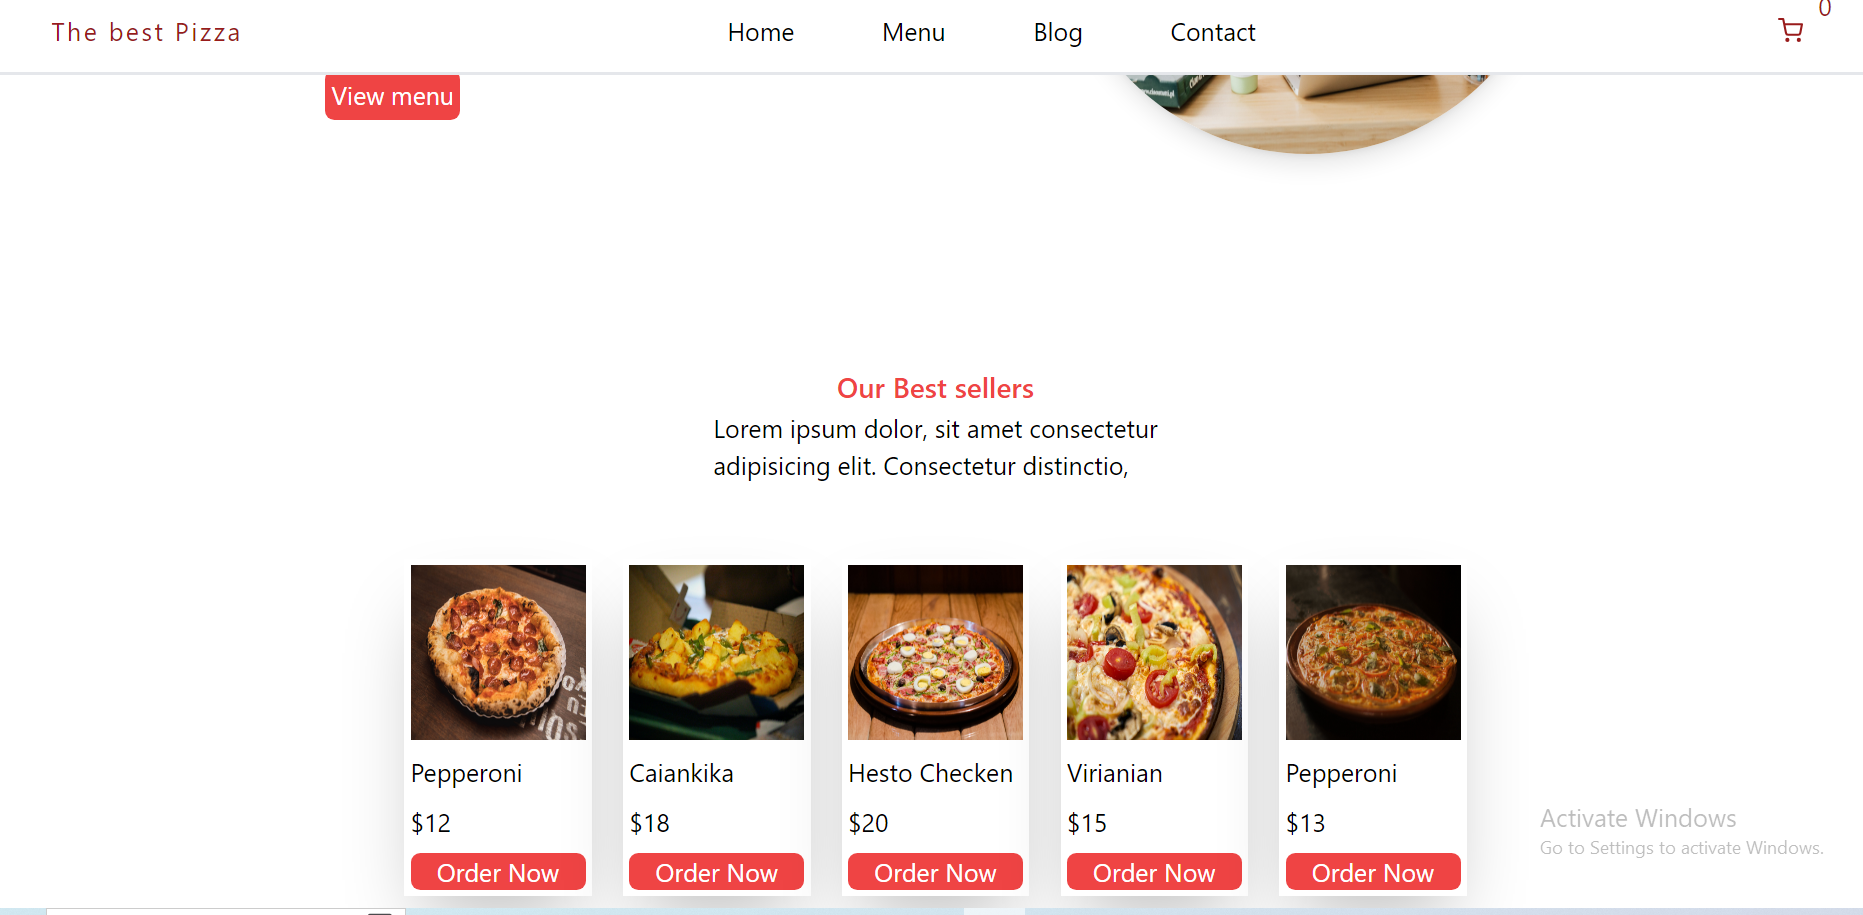 The best Pizza
Home
Menu
Blog
Contact
0
View menu
Our Best sellers
Lorem ipsum dolor, sit amet consectetur
adipisicing elit. Consectetur distinctio,
Pepperoni
$12
Order Now
Caiankika
$18
Order Now
Hesto Checken
$20
Order Now
Virianian
$15
Order Now
Pepperoni
$13
Order Now
Activate Windows
Go to Settings to activate Windows.